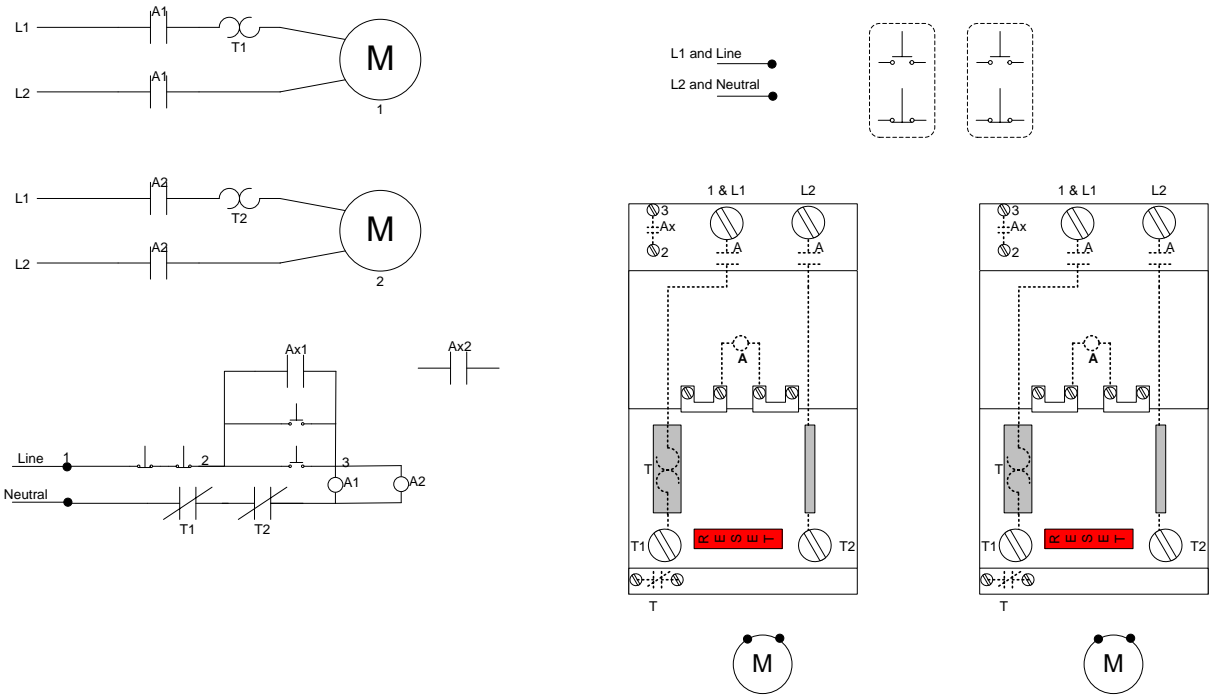 L1
A1
T1
M
L2
A1
1
L1
A2
T2
M
L2
A2
2
Ax1
Ax2
Line 1
2
3
Neutral
A1
A2
T1
T2
L1 and Line
L2 and Neutral
1 & L1
L2
3
Ax
2
A
A
A
T
T1
RESET
T2
T
M
1 & L1
L2
3
Ax
2
A
A
A
T
T1
RESET
T2
T
M